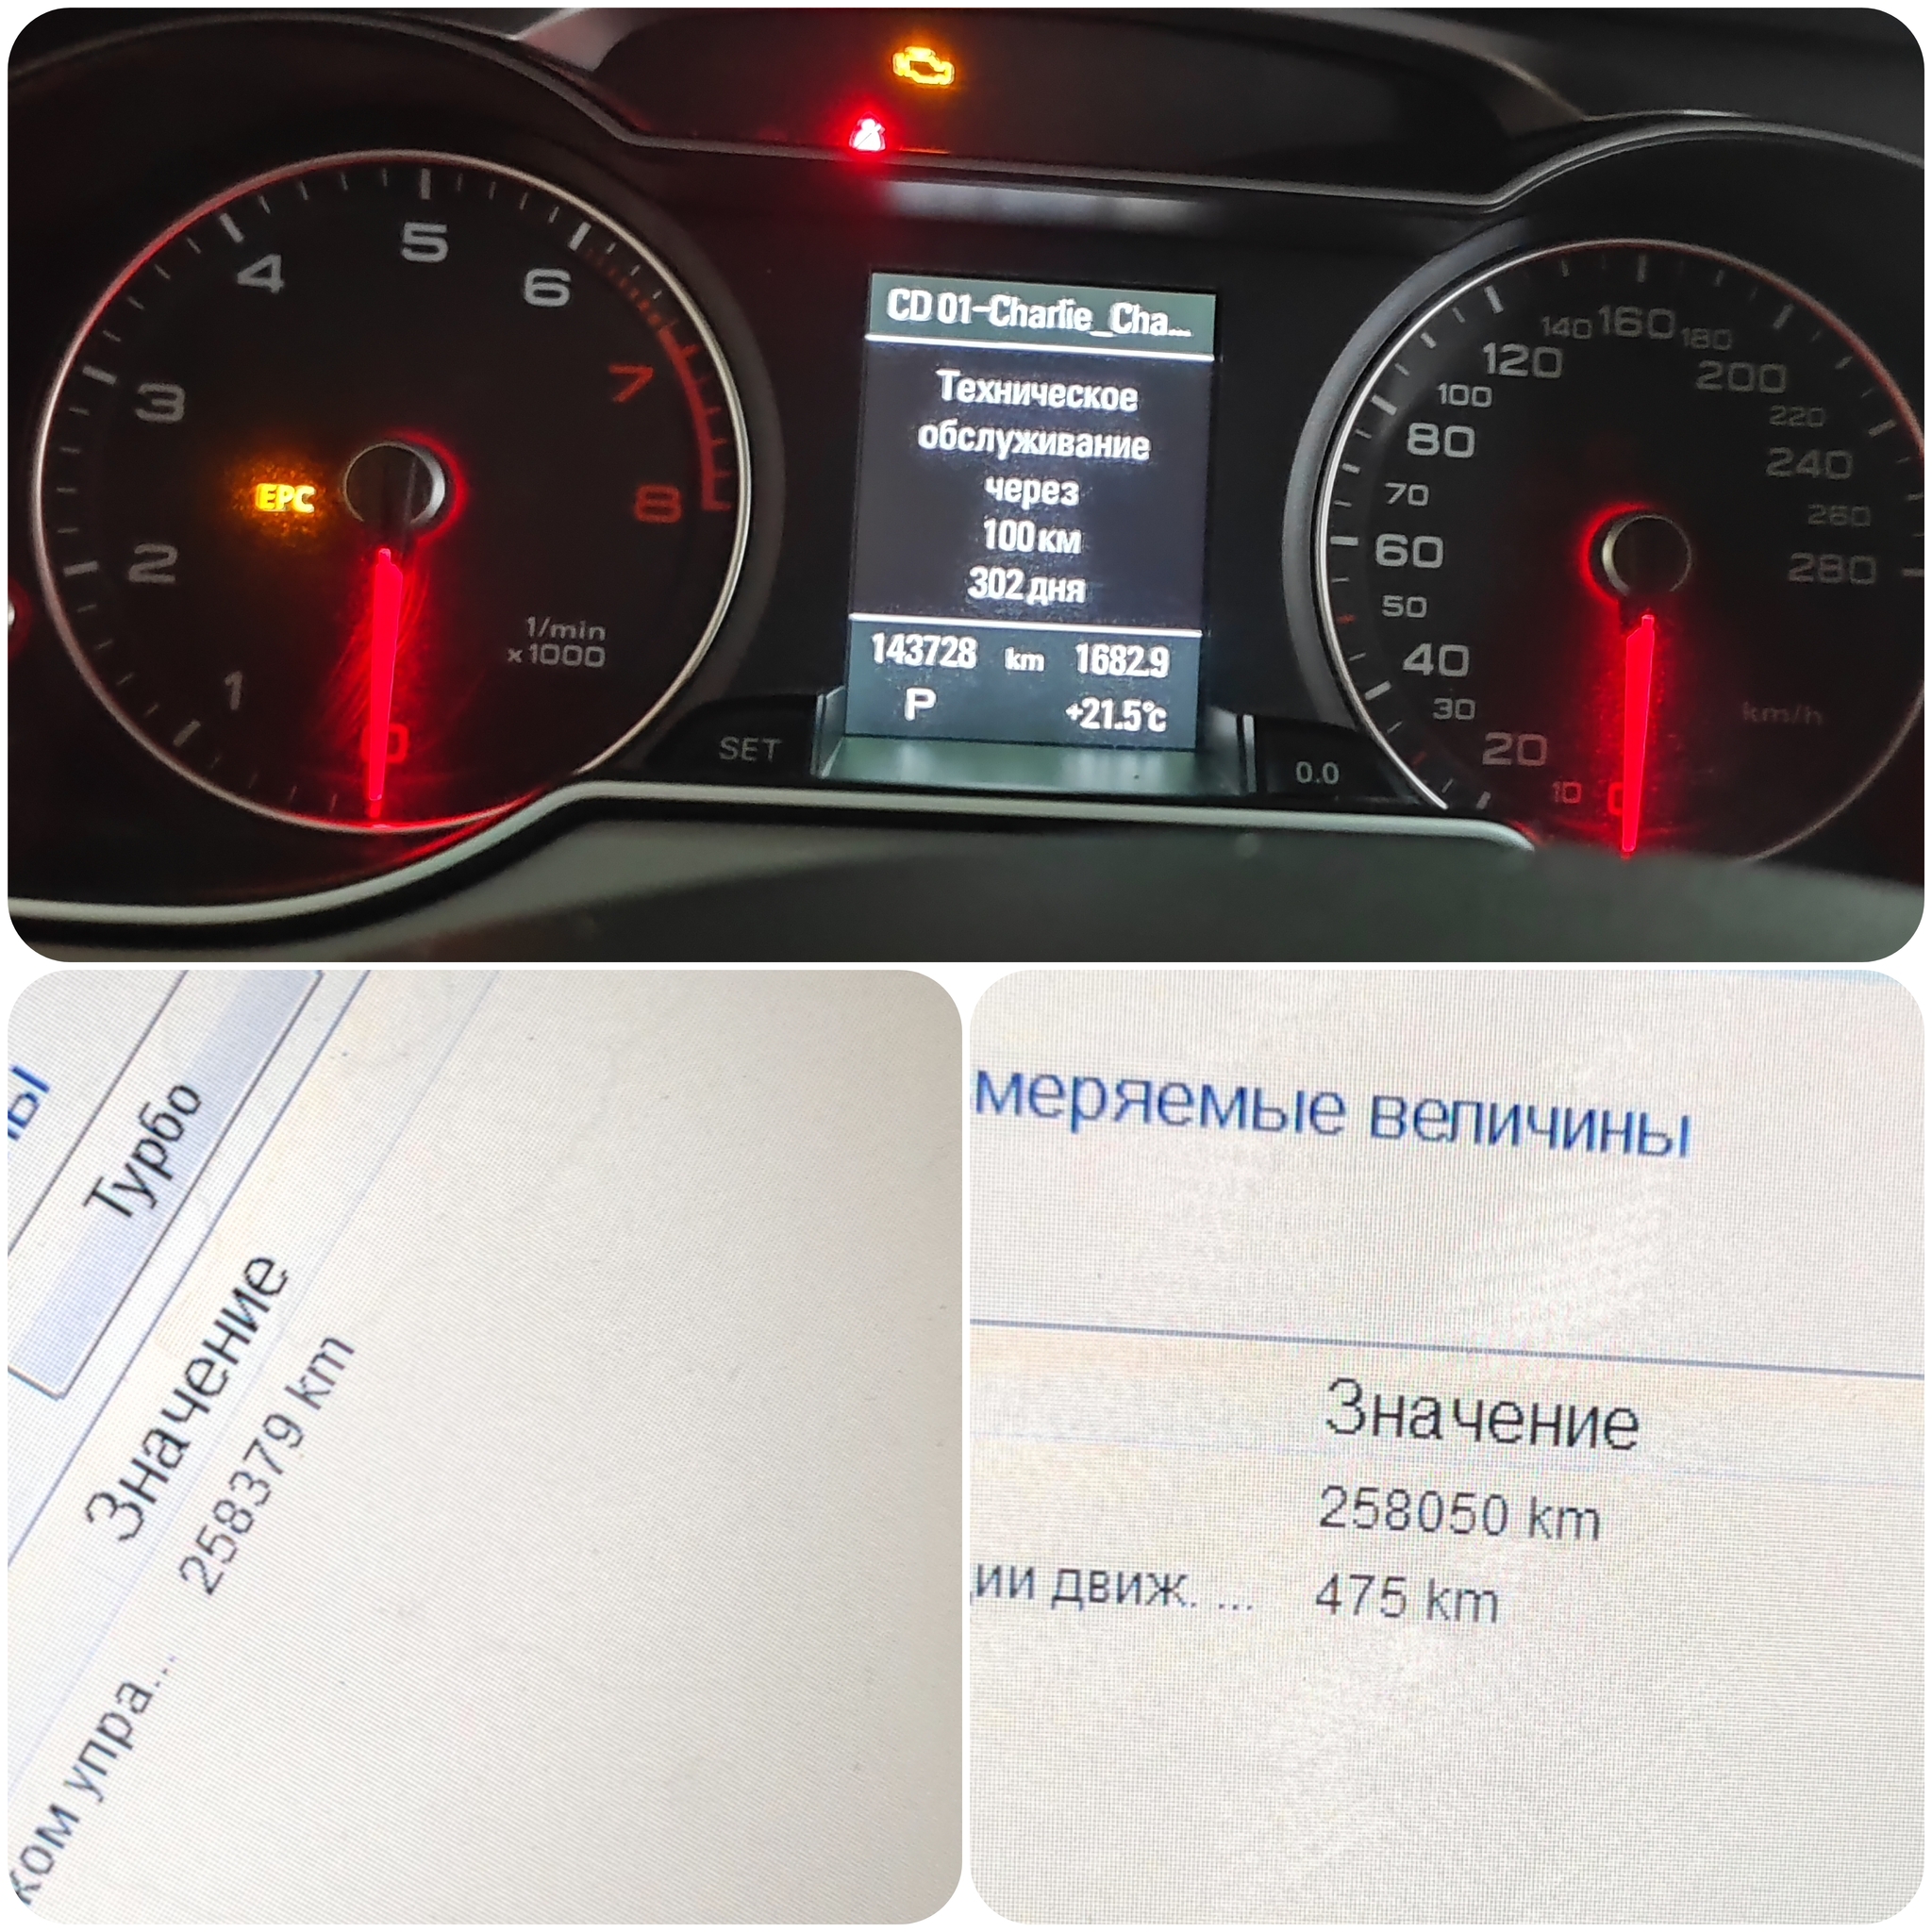 5
4
6
3
7
EPC
8
2
1/min
x1000
1
0
SET
CD 01-Charlie_Cha...
Техническое
обслуживание
через
100 км
302 дня
143728 km 1682.9
P +21.5°c
0.0
140 160 180
120 200
100 220
80 240
70 260
60 280
50
40
30 km/h
20
10 0
ны
Турбо
Значение
258379 km
ком упра...
меряемые величины
Значение
258050 km
ии движ. ... 475 km